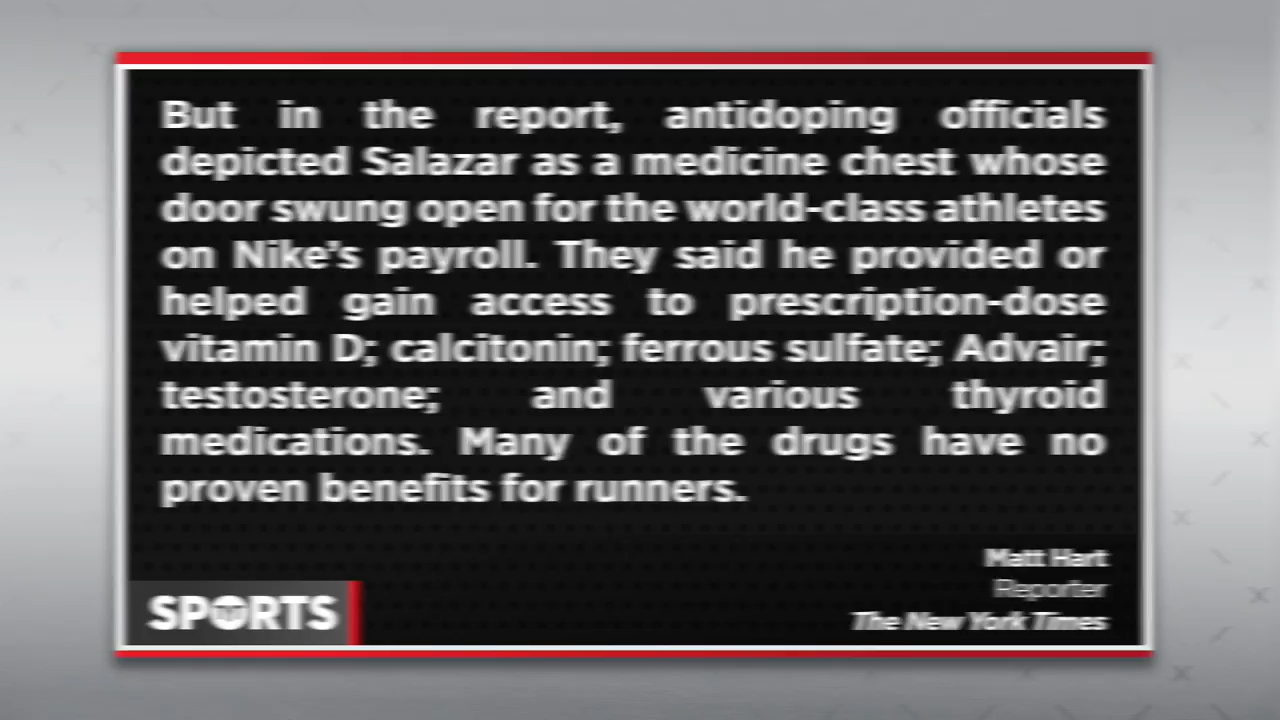 But in the report, antidoping officials
depicted Salazar as a medicine chest whose
door swung open for the world-class athletes
on Nike's payroll. They said he provided or
helped gain access to prescription-dose
vitamin D; calcitonin; ferrous sulfate; Advair;
testosterone; and various thyroid
medications. Many of the drugs have no
proven benefits for runners.
Matt Hart
Reporter
The New York Times
SPORTS